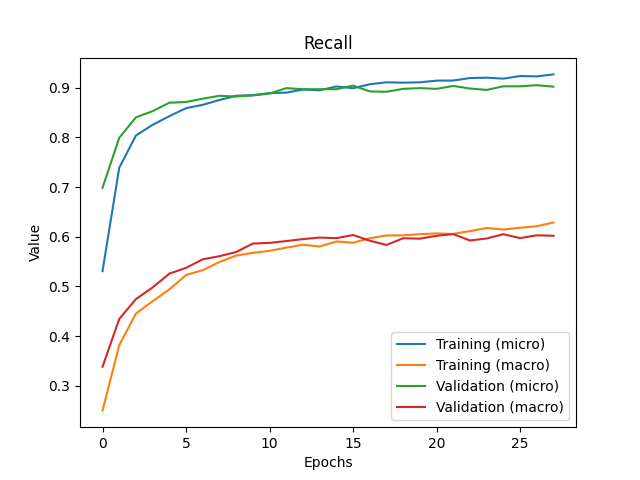 Recall
Value
0.9
0.8
0.7
0.6
0.5
0.4
0.3
0
5
10
15
20
25
Epochs
Training (micro)
Training (macro)
Validation (micro)
Validation (macro)